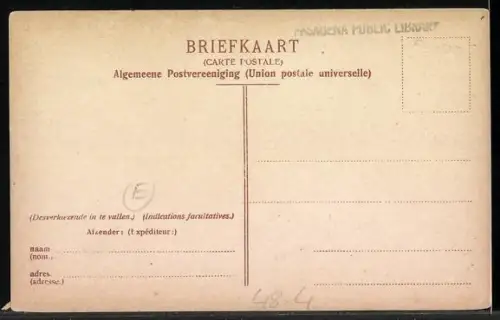 PASADENA PUBLIC LIBRARY
BRIEFKAART
(CARTE POSTALE)
Algemeene Postvereeniging (Union postale universelle)
E
(Desverkiezende in te vullen.) (Indications facultatives.)
Afzender: (Expéditeur:)
naam
(nom.)
adres.
(adresse.)
48-4